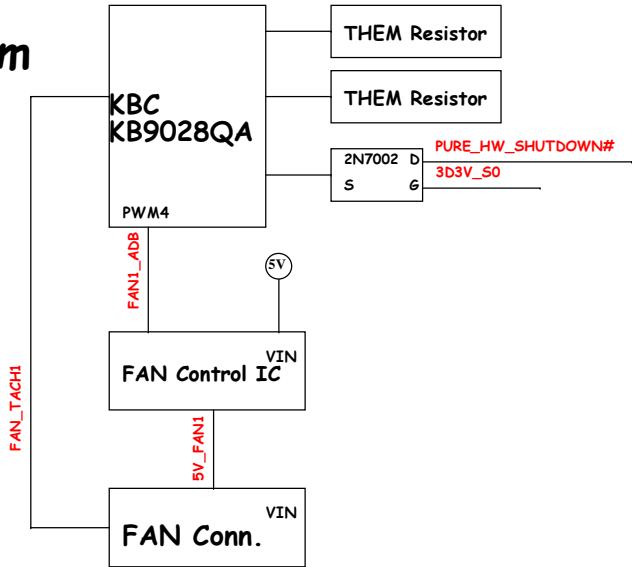 m
THEM Resistor
KBC
KB9028QA
THEM Resistor
PURE_HW_SHUTDOWN#
2N7002 D
3D3V_S0
S G
PWM4
FAN1_ADB
5V
VIN
FAN Control IC
FAN_TACH1
5V_FAN1
VIN
FAN Conn.